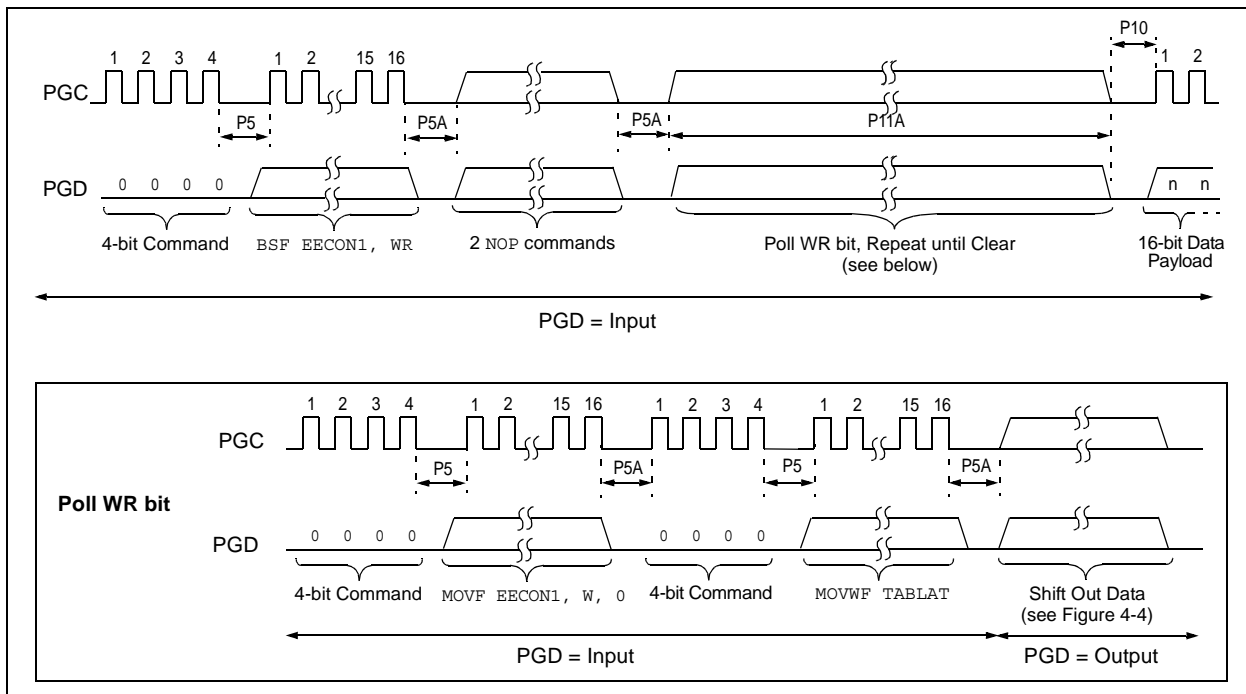 P10
1 2 3 4 1 2 15 16 1 2
PGC
P5 P5A P5A P11A
PGD
0 0 0 0 n n
4-bit Command BSF EECON1, WR 2 NOP commands Poll WR bit, Repeat until Clear 16-bit Data
(see below) Payload
PGD = Input
1 2 3 4 1 2 15 16 1 2 3 4 1 2 15 16
PGC
P5 P5A P5 P5A
Poll WR bit
PGD
0 0 0 0 0 0 0 0
4-bit Command MOVF EECON1, W, 0 4-bit Command MOVWF TABLAT Shift Out Data
(see Figure 4-4)
PGD = Input PGD = Output